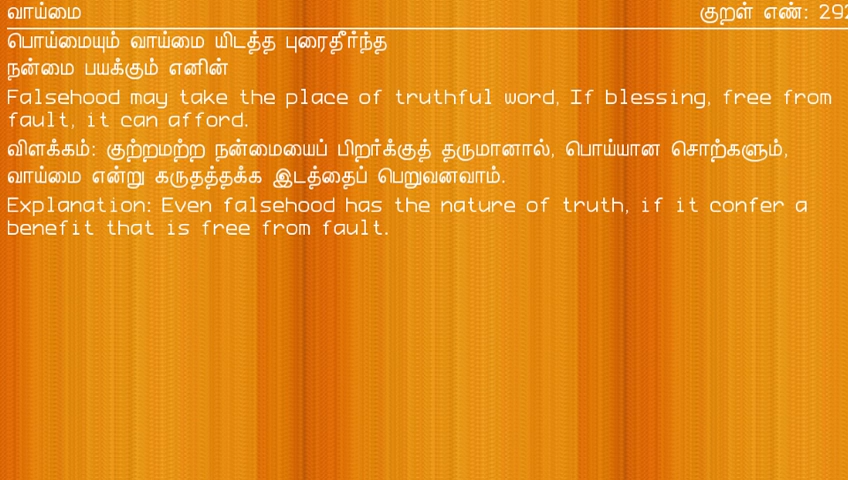 வாய்மை குறள் எண்: 292
பொய்மையும் வாய்மை யிடத்த புரைதீர்ந்த
நன்மை பயக்கும் எனின்
Falsehood may take the place of truthful word, If blessing, free from
fault, it can afford.
விளக்கம்: குற்றமற்ற நன்மையைப் பிறர்க்குத் தருமானால், பொய்யான சொற்களும்,
வாய்மை என்று கருதத்தக்க இடத்தைப் பெறுவனவாம்.
Explanation: Even falsehood has the nature of truth, if it confer a
benefit that is free from fault.